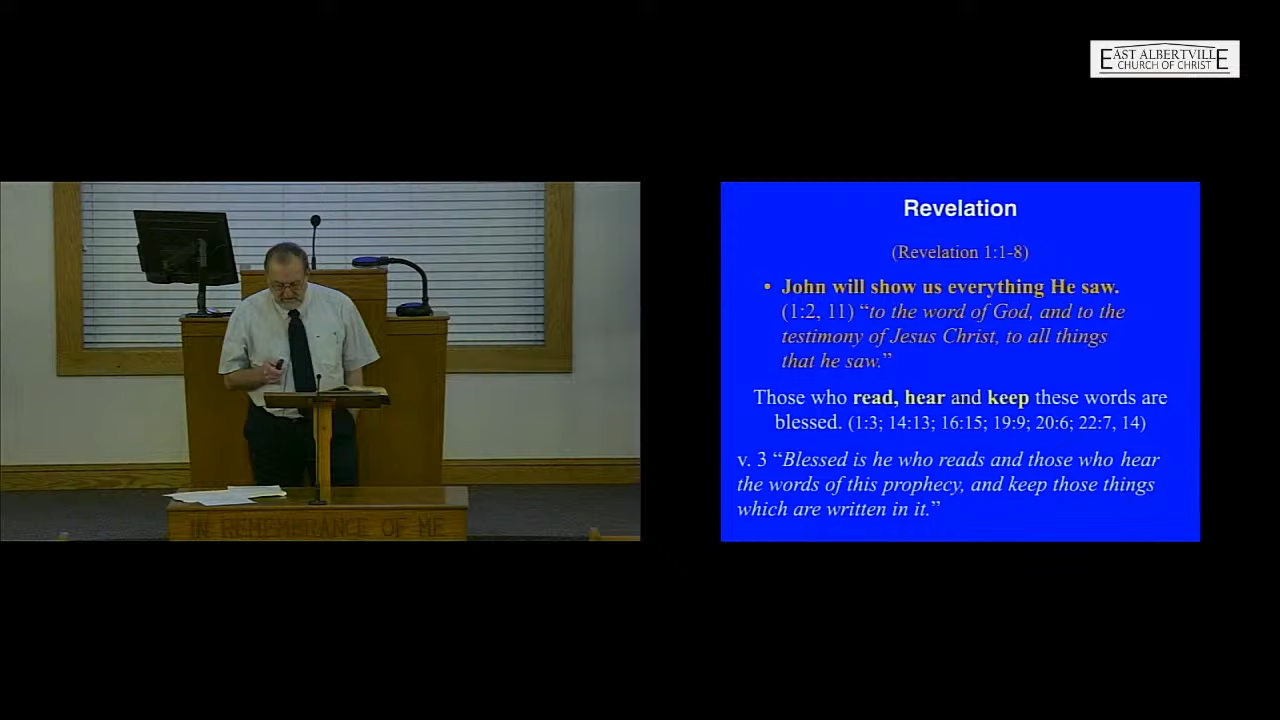 EAST ALBERTVILLE
CHURCH OF CHRIST
Revelation
(Revelation 1:1-8)
• John will show us everything He saw.
(1:2, 11) “to the word of God, and to the
testimony of Jesus Christ, to all things
that he saw.”
Those who read, hear and keep these words are
blessed. (1:3; 14:13; 16:15; 19:9; 20:6; 22:7, 14)
v. 3 “Blessed is he who reads and those who hear
the words of this prophecy, and keep those things
which are written in it.”
IN REMEMBRANCE OF ME